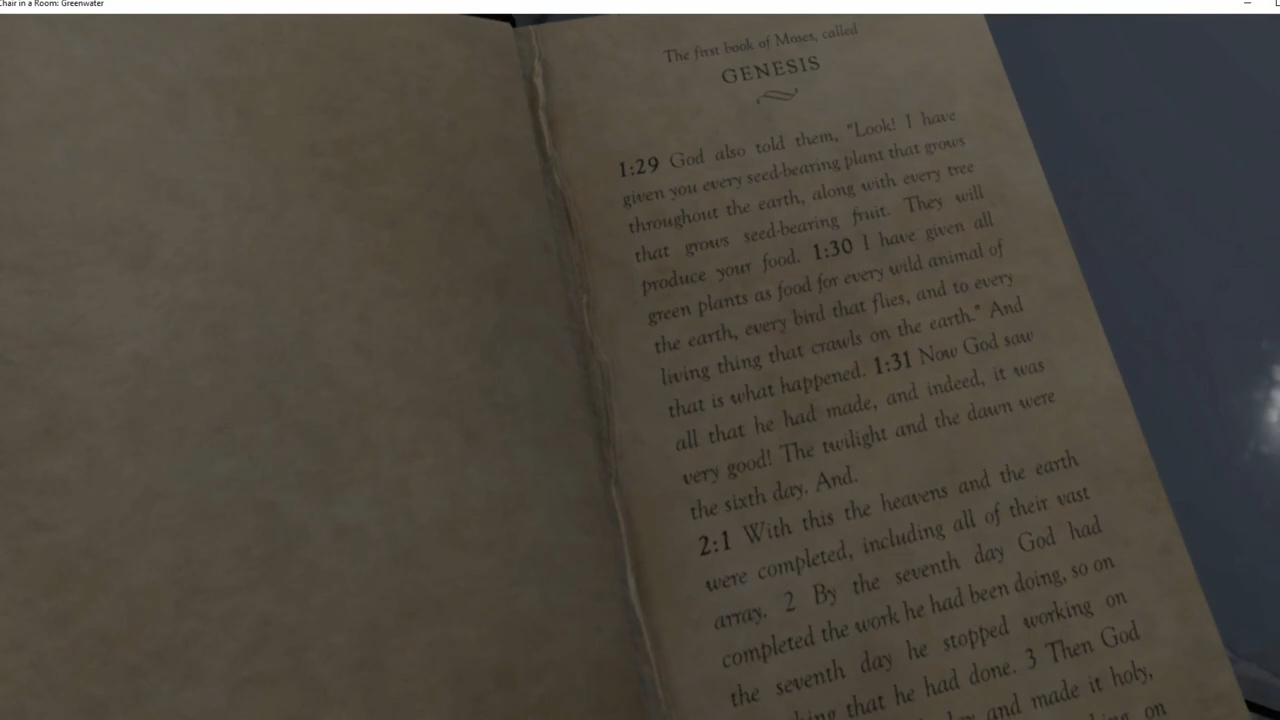 Chair in a Room: Greenwater
The first book of Moses, called
GENESIS
1:29 God also told them, "Look! I have
given you every seed-bearing plant that grows
throughout the earth, along with every tree
that grows seed-bearing fruit. They will
produce your food. 1:30 I have given all
green plants as food for every wild animal of
the earth, every bird that flies, and to every
living thing that crawls on the earth." And
that is what happened. 1:31 Now God saw
all that he had made, and indeed, it was
very good! The twilight and the dawn were
the sixth day. And.
2:1 With this the heavens and the earth
were completed, including all of their vast
array. 2 By the seventh day God had
completed the work he had been doing, so on
the seventh day he stopped working on
that he had done. 3 Then God
and made it holy,
on